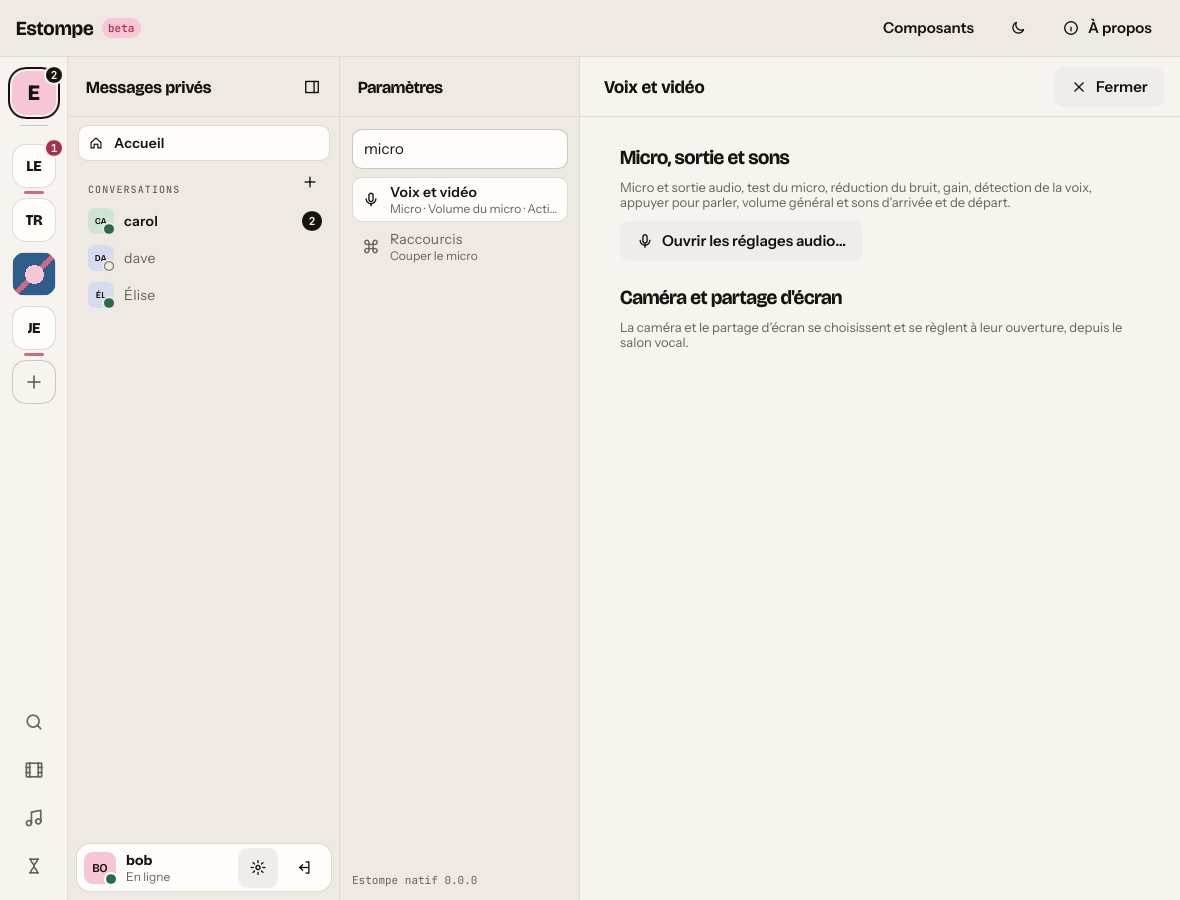 Estompe beta
Composants
À propos
E
2
LE
1
TR
JE
Messages privés
Accueil
CONVERSATIONS
CA
carol
2
DA
dave
ÉL
Élise
BO
bob
En ligne
Paramètres
micro
Voix et vidéo
Micro · Volume du micro · Acti…
Raccourcis
Couper le micro
Estompe natif 0.0.0
Voix et vidéo
Fermer
Micro, sortie et sons
Micro et sortie audio, test du micro, réduction du bruit, gain, détection de la voix,
appuyer pour parler, volume général et sons d'arrivée et de départ.
Ouvrir les réglages audio…
Caméra et partage d'écran
La caméra et le partage d'écran se choisissent et se règlent à leur ouverture, depuis le
salon vocal.